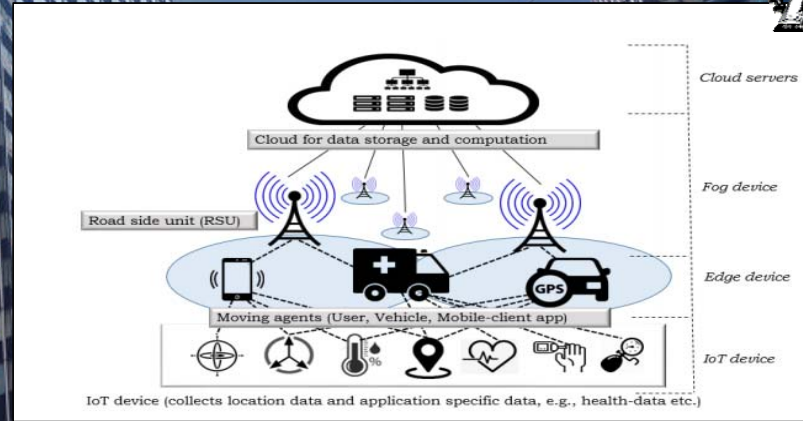 Cloud servers
Cloud for data storage and computation
Fog device
Road side unit (RSU)
Edge device
GPS
Moving agents (User, Vehicle, Mobile-client app)
%
IoT device
IoT device (collects location data and application specific data, e.g., health-data etc.)